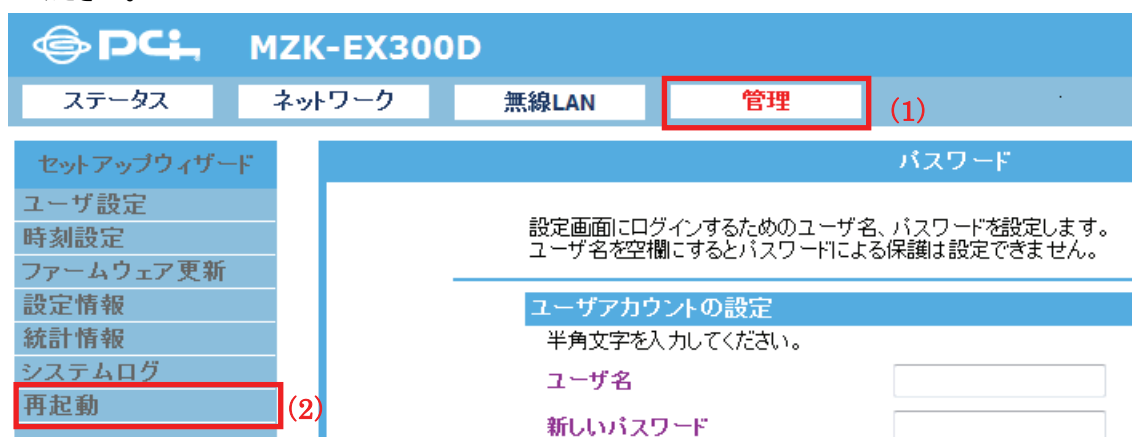 PCi MZK-EX300D
ステータス ネットワーク 無線LAN 管理 (1)
セットアップウィザード
ユーザ設定
時刻設定
ファームウェア更新
設定情報
統計情報
システムログ
再起動 (2)
パスワード
設定画面にログインするためのユーザ名、パスワードを設定します。
ユーザ名を空欄にするとパスワードによる保護は設定できません。
ユーザアカウントの設定
半角文字を入力してください。
ユーザ名
新しいパスワード